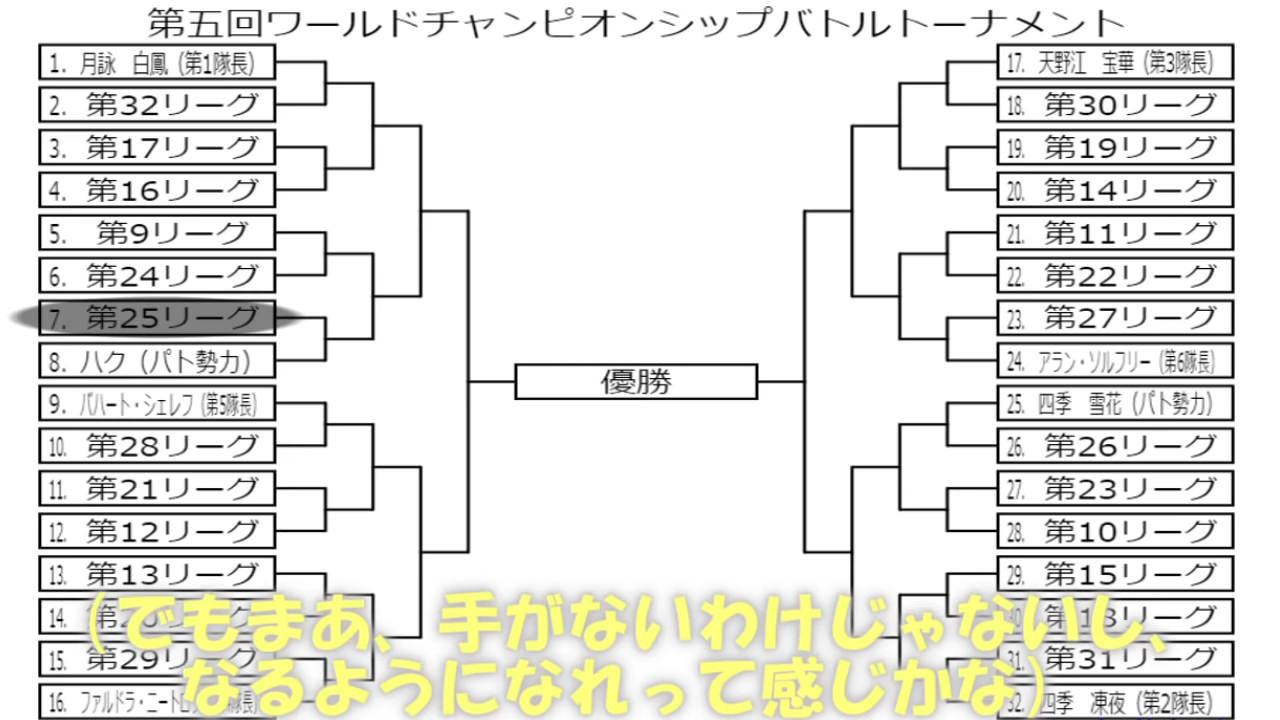 第五回ワールドチャンピオンシップバトルトーナメント
1. 月詠 白鳳 (第1隊長)
2. 第32リーグ
3. 第17リーグ
4. 第16リーグ
5. 第9リーグ
6. 第24リーグ
7. 第25リーグ
8. ハク (パト勢力)
9. バハート・シェレフ (第5隊長)
10. 第28リーグ
11. 第21リーグ
12. 第12リーグ
13. 第13リーグ
14. リーグ
15. 第29リーグ
16. ファルドラ・ニート 隊長)
優勝
17. 天野江 宝華 (第3隊長)
18. 第30リーグ
19. 第19リーグ
20. 第14リーグ
21. 第11リーグ
22. 第22リーグ
23. 第27リーグ
24. アラン・ソルフリー (第6隊長)
25. 四季 雪花 (パト勢力)
26. 第26リーグ
27. 第23リーグ
28. 第10リーグ
29. 第15リーグ
30. 第18リーグ
31. 第31リーグ
32. 四季 凍夜 (第2隊長)
(でもまあ、手がないわけじゃないし、
なるようになれって感じかな)